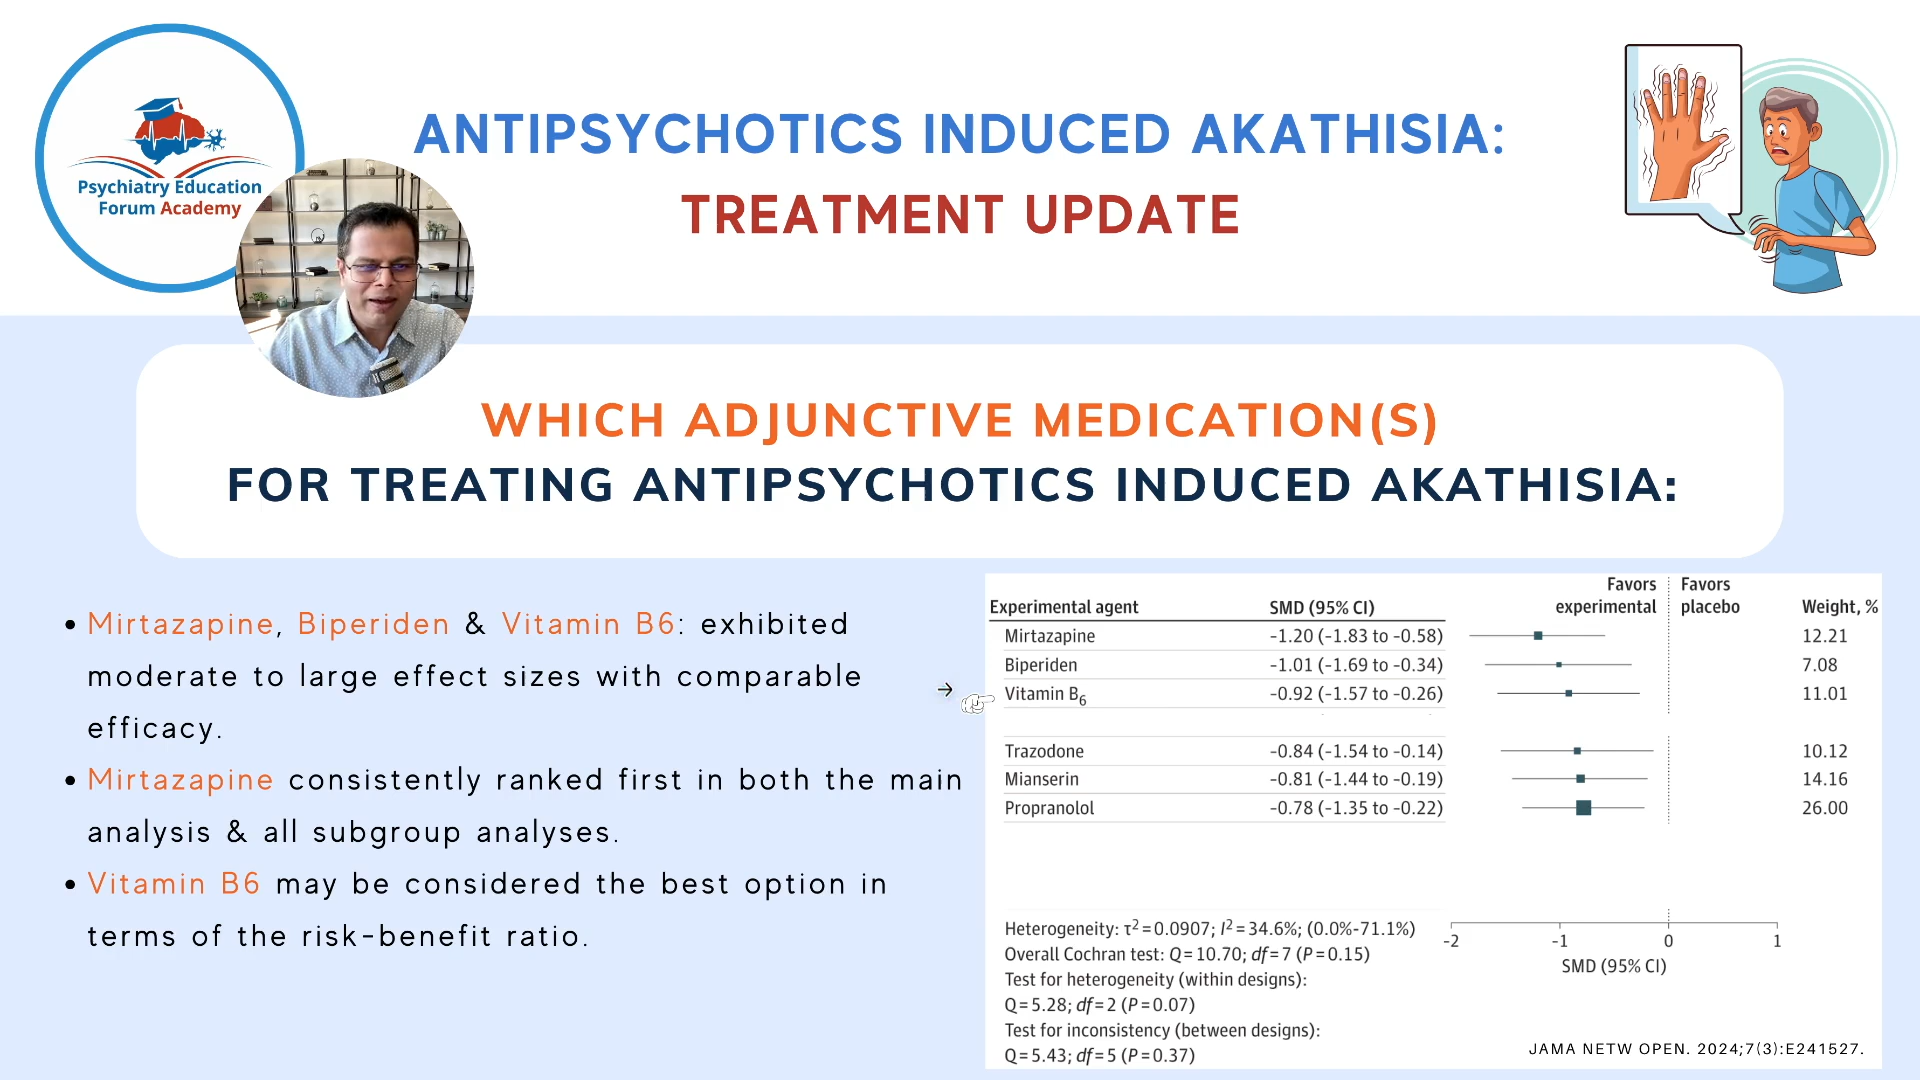 Psychiatry Education
Forum Academy
ANTIPSYCHOTICS INDUCED AKATHISIA:
TREATMENT UPDATE
WHICH ADJUNCTIVE MEDICATION(S)
FOR TREATING ANTIPSYCHOTICS INDUCED AKATHISIA:
• Mirtazapine, Biperiden & Vitamin B6: exhibited
moderate to large effect sizes with comparable
efficacy.
• Mirtazapine consistently ranked first in both the main
analysis & all subgroup analyses.
• Vitamin B6 may be considered the best option in
terms of the risk-benefit ratio.
→
Experimental agent SMD (95% CI) Favors experimental Favors placebo Weight, %
Mirtazapine -1.20 (-1.83 to -0.58) 12.21
Biperiden -1.01 (-1.69 to -0.34) 7.08
Vitamin B6 -0.92 (-1.57 to -0.26) 11.01
Trazodone -0.84 (-1.54 to -0.14) 10.12
Mianserin -0.81 (-1.44 to -0.19) 14.16
Propranolol -0.78 (-1.35 to -0.22) 26.00
Heterogeneity: τ²=0.0907; I²=34.6%; (0.0%-71.1%)
Overall Cochran test: Q=10.70; df=7 (P=0.15)
Test for heterogeneity (within designs):
Q=5.28; df=2 (P=0.07)
Test for inconsistency (between designs):
Q=5.43; df=5 (P=0.37)
-2 -1 0 1
SMD (95% CI)
JAMA NETW OPEN. 2024;7(3):E241527.